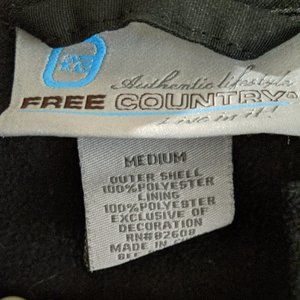 Authentic lifestyle
FREE COUNTRY®
Live in it!
MEDIUM
OUTER SHELL
100%POLYESTER
LINING
100%POLYESTER
EXCLUSIVE OF
DECORATION
RN#82608
MADE IN
SEE